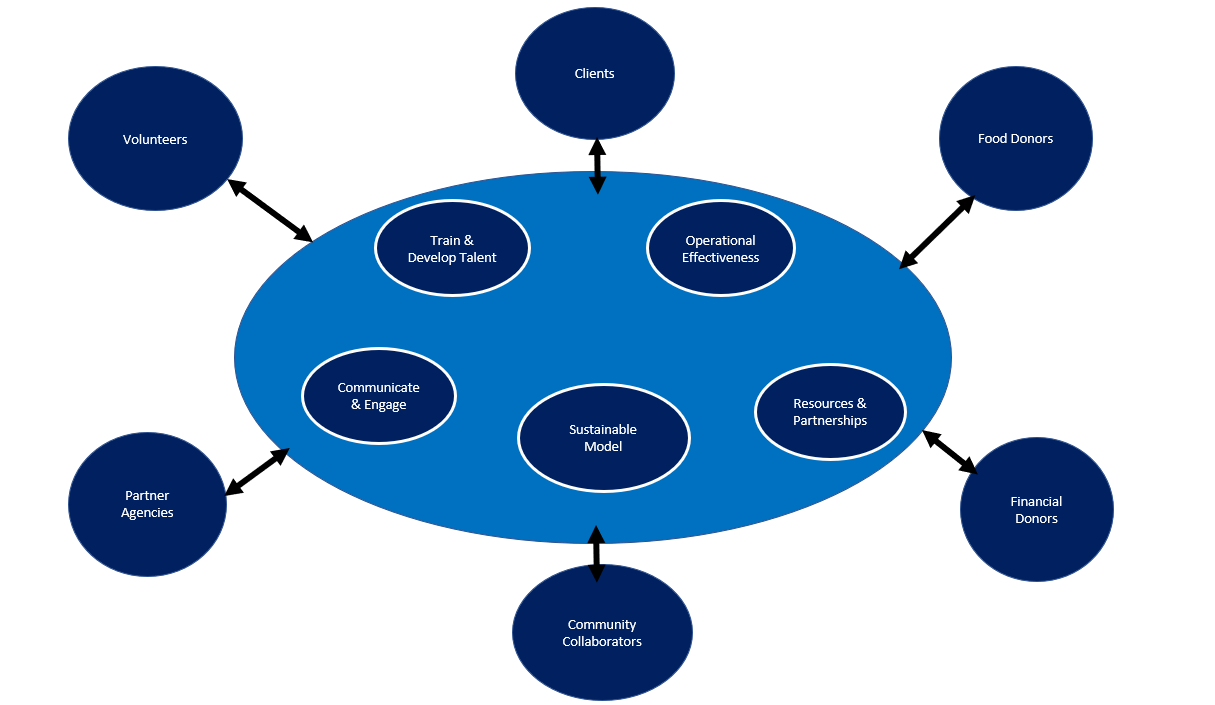 Clients
Volunteers
Food Donors
Train &
Develop Talent
Operational
Effectiveness
Communicate
& Engage
Sustainable
Model
Resources &
Partnerships
Partner
Agencies
Financial
Donors
Community
Collaborators